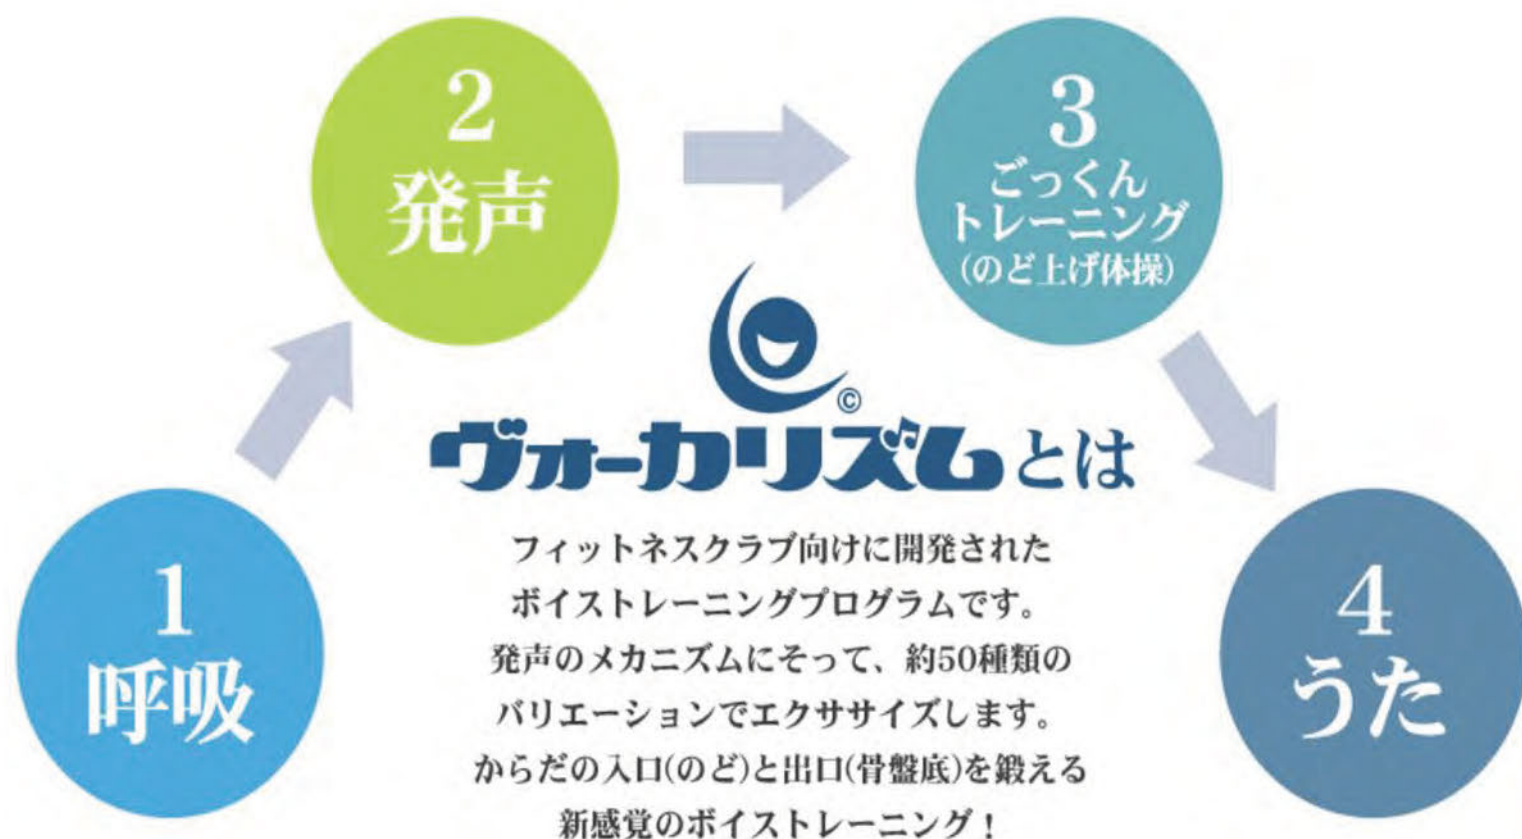 1
呼吸
2
発声
3
ごっくん
トレーニング
(のど上げ体操)
4
うた
©
ヴォーカリズムとは
フィットネスクラブ向けに開発された
ボイストレーニングプログラムです。
発声のメカニズムにそって、約50種類の
バリエーションでエクササイズします。
からだの入口(のど)と出口(骨盤底)を鍛える
新感覚のボイストレーニング！